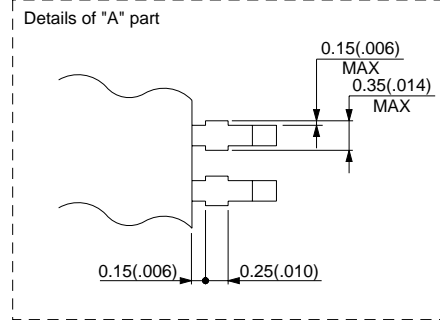 Details of "A" part
0.15(.006)
MAX
0.35(.014)
MAX
0.15(.006)
0.25(.010)